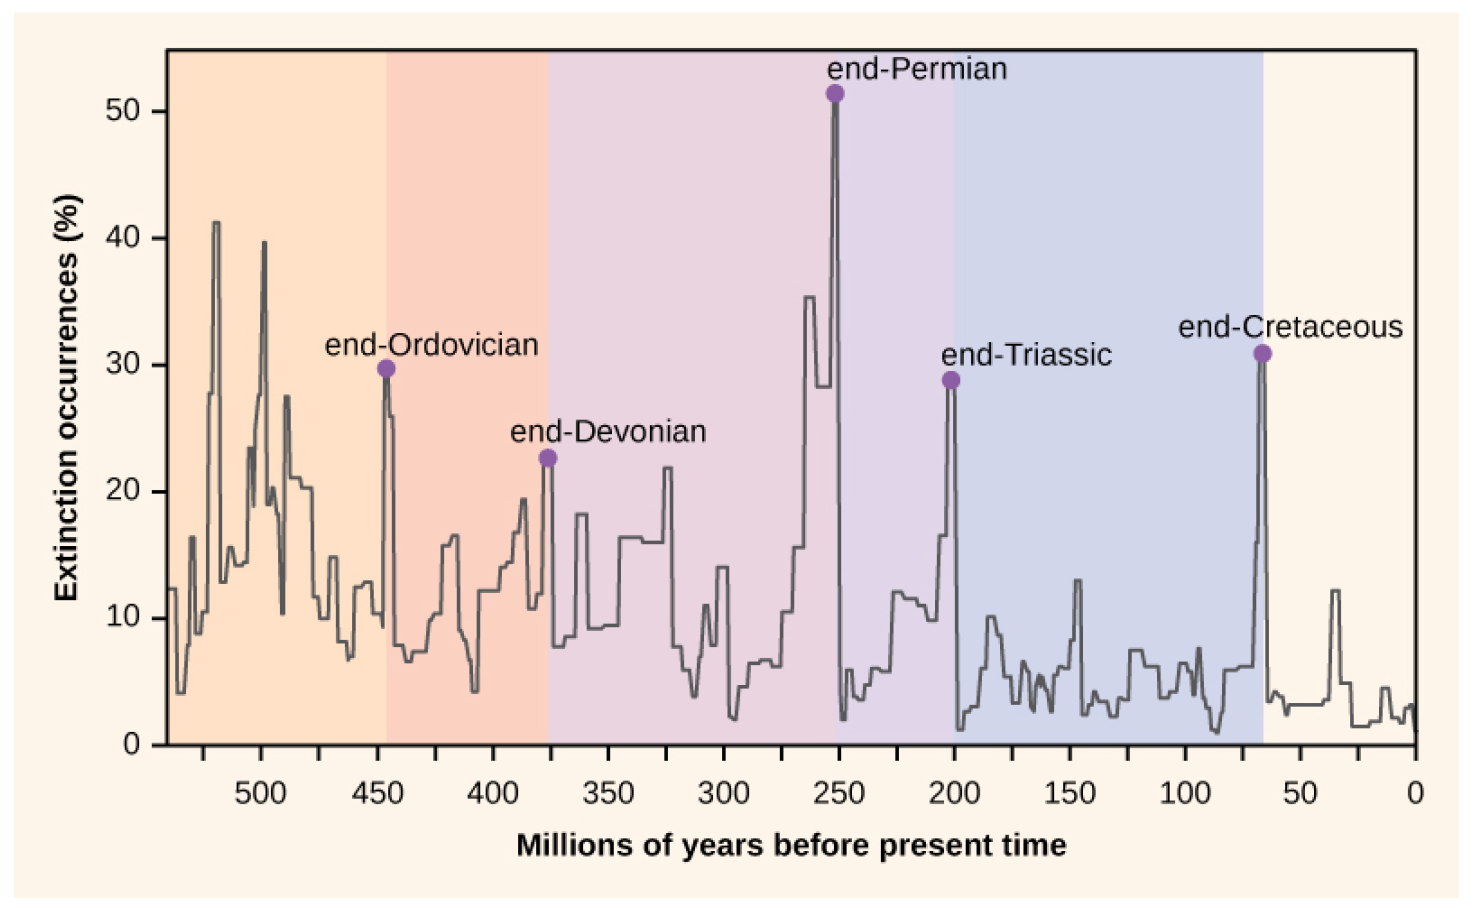 end-Permian
50
40
end-Ordovician
end-Cretaceous
30
end-Triassic
end-Devonian
20
10
0
Extinction occurrences (%)
500 450 400 350 300 250 200 150 100 50 0
Millions of years before present time